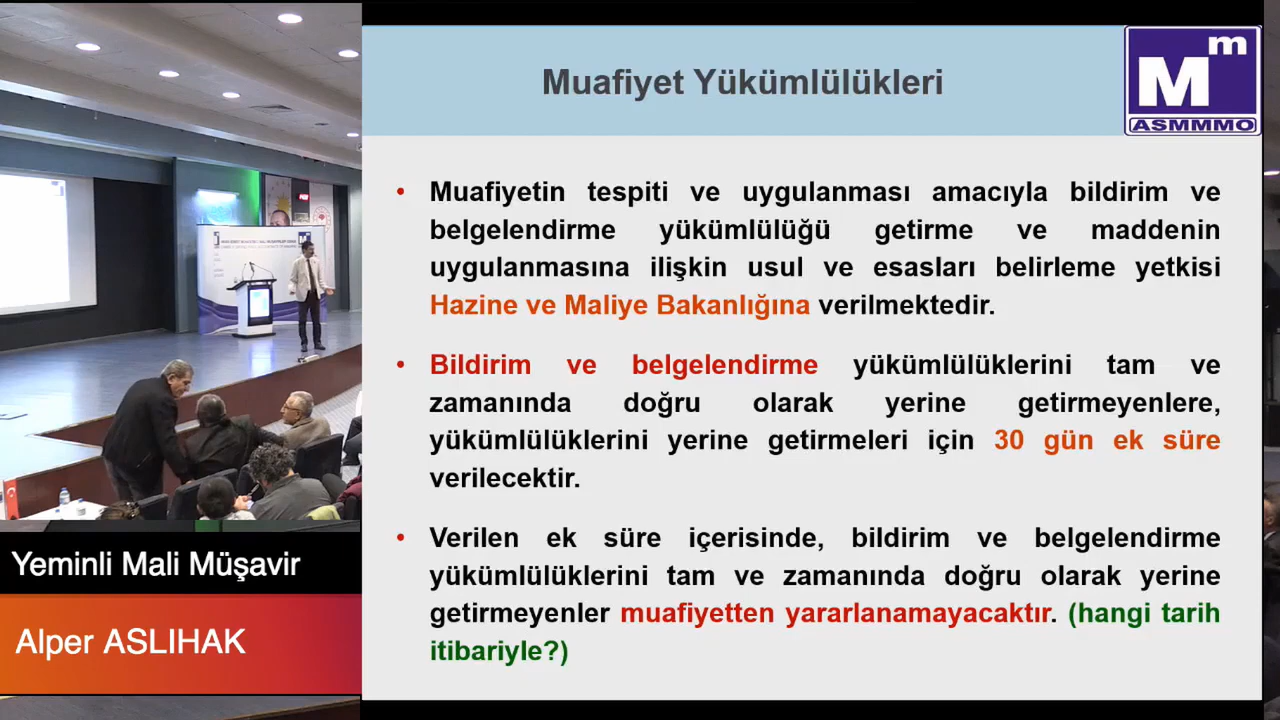 Muafiyet Yükümlülükleri
m
M
ASMMMO
• Muafiyetin tespiti ve uygulanması amacıyla bildirim ve
belgelendirme yükümlülüğü getirme ve maddenin
uygulanmasına ilişkin usul ve esasları belirleme yetkisi
Hazine ve Maliye Bakanlığına verilmektedir.
• Bildirim ve belgelendirme yükümlülüklerini tam ve
zamanında doğru olarak yerine getirmeyenlere,
yükümlülüklerini yerine getirmeleri için 30 gün ek süre
verilecektir.
• Verilen ek süre içerisinde, bildirim ve belgelendirme
yükümlülüklerini tam ve zamanında doğru olarak yerine
getirmeyenler muafiyetten yararlanamayacaktır. (hangi tarih
itibariyle?)
Yeminli Mali Müşavir
Alper ASLIHAK